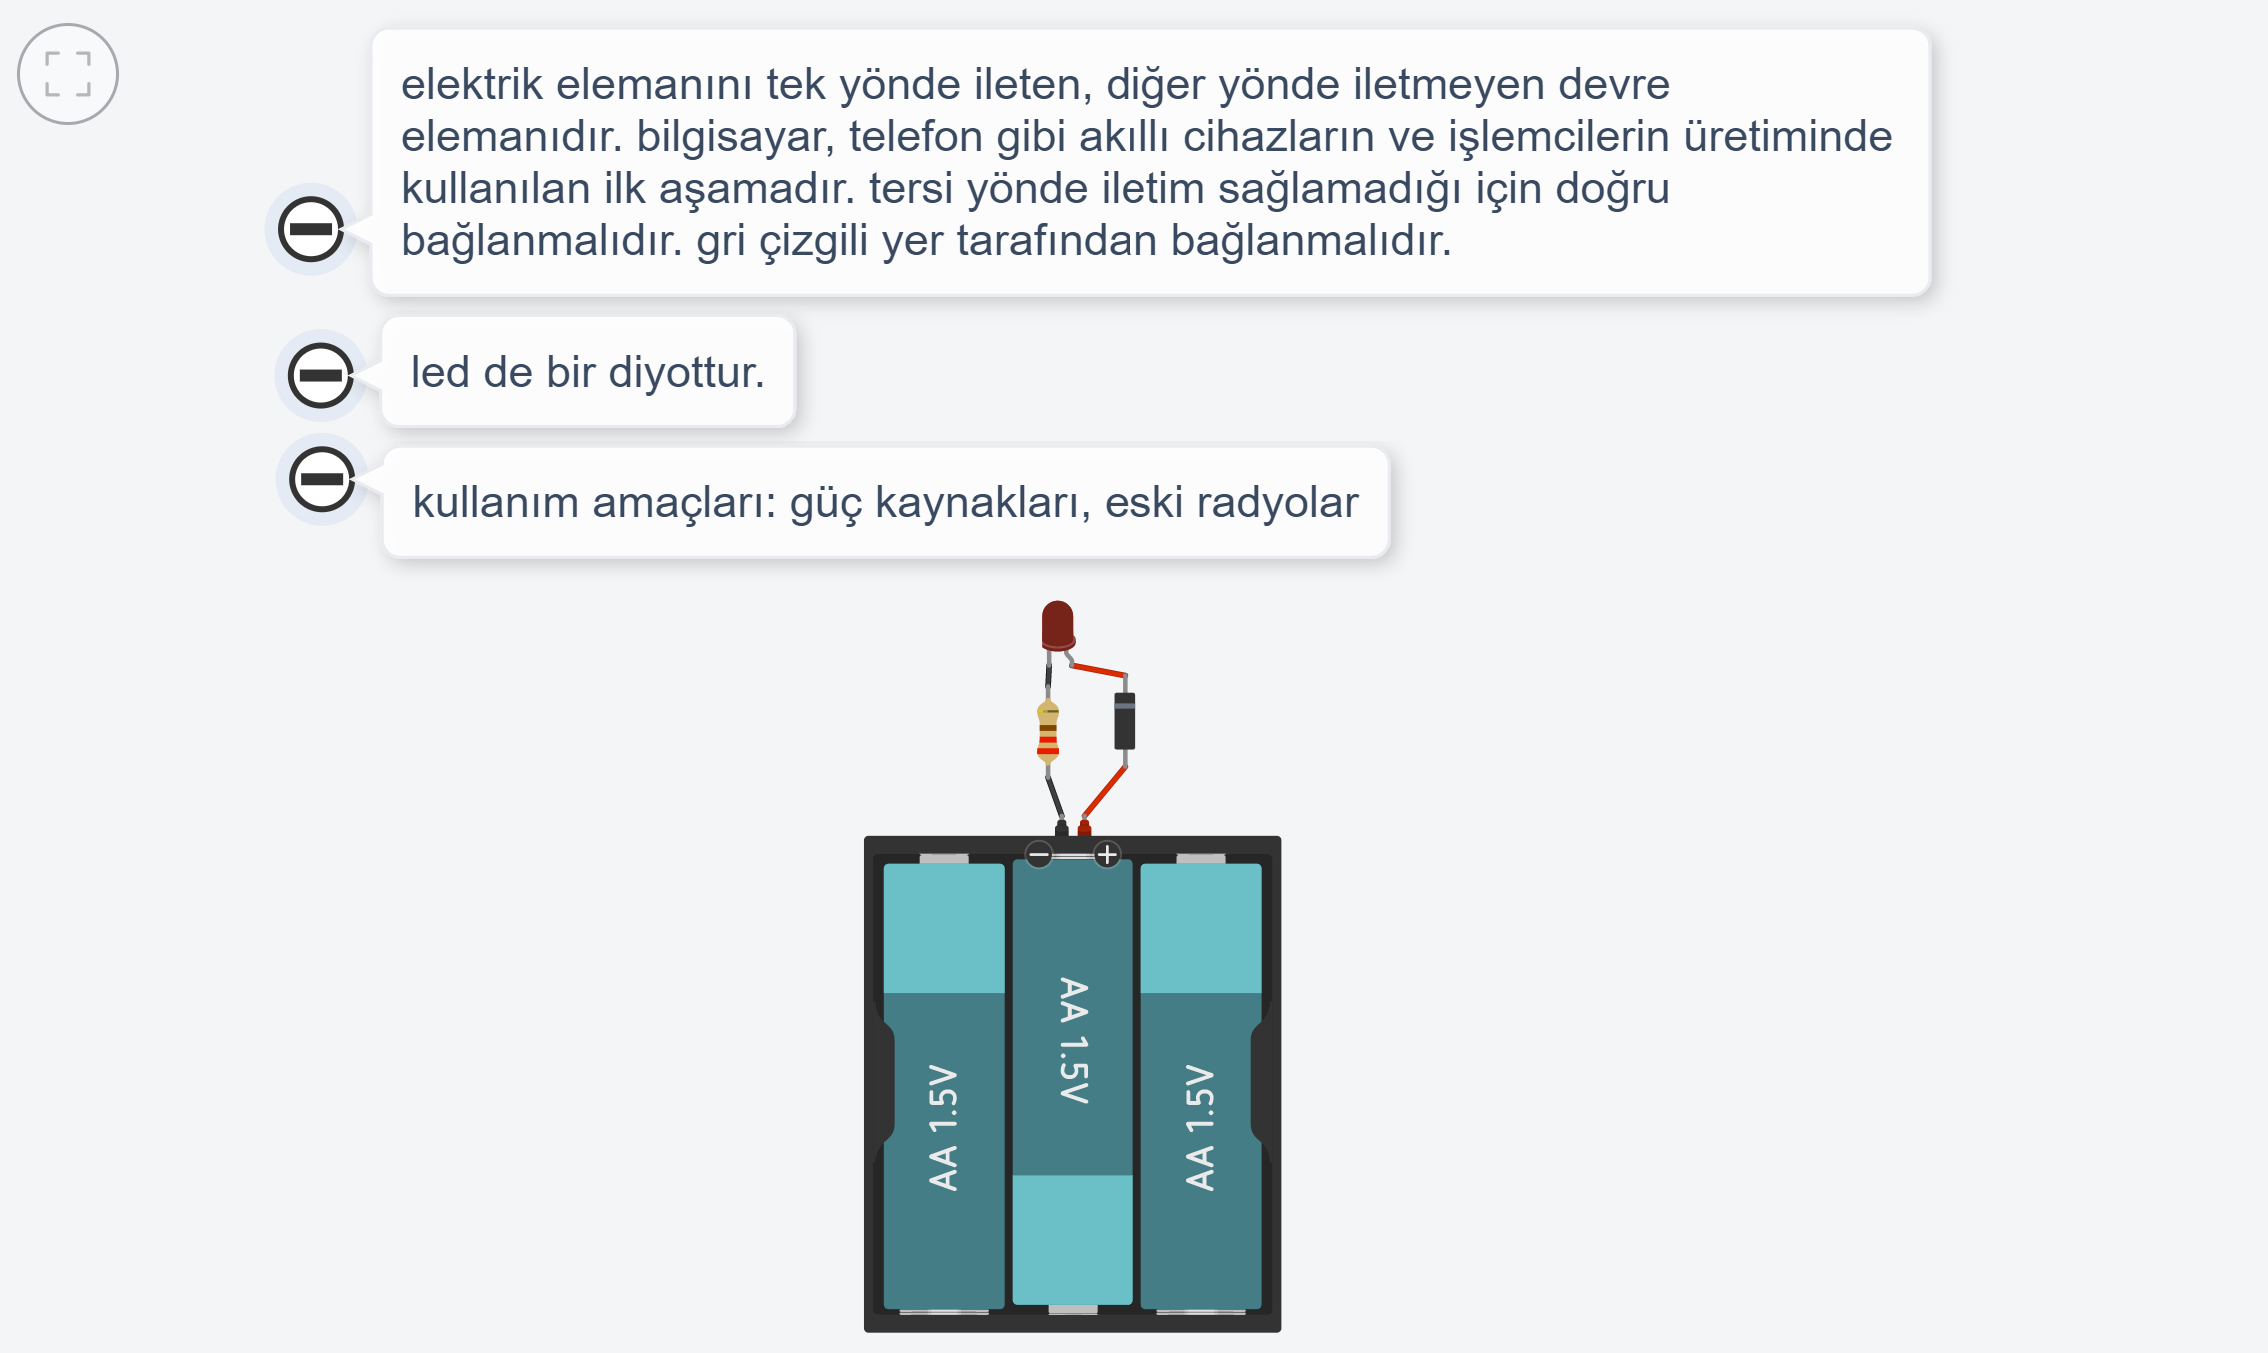 elektrik elemanını tek yönde ileten, diğer yönde iletmeyen devre
elemanıdır. bilgisayar, telefon gibi akıllı cihazların ve işlemcilerin üretiminde
kullanılan ilk aşamadır. tersi yönde iletim sağlamadığı için doğru
bağlanmalıdır. gri çizgili yer tarafından bağlanmalıdır.
led de bir diyottur.
kullanım amaçları: güç kaynakları, eski radyolar
AA 1.5V
AA 1.5V
AA 1.5V